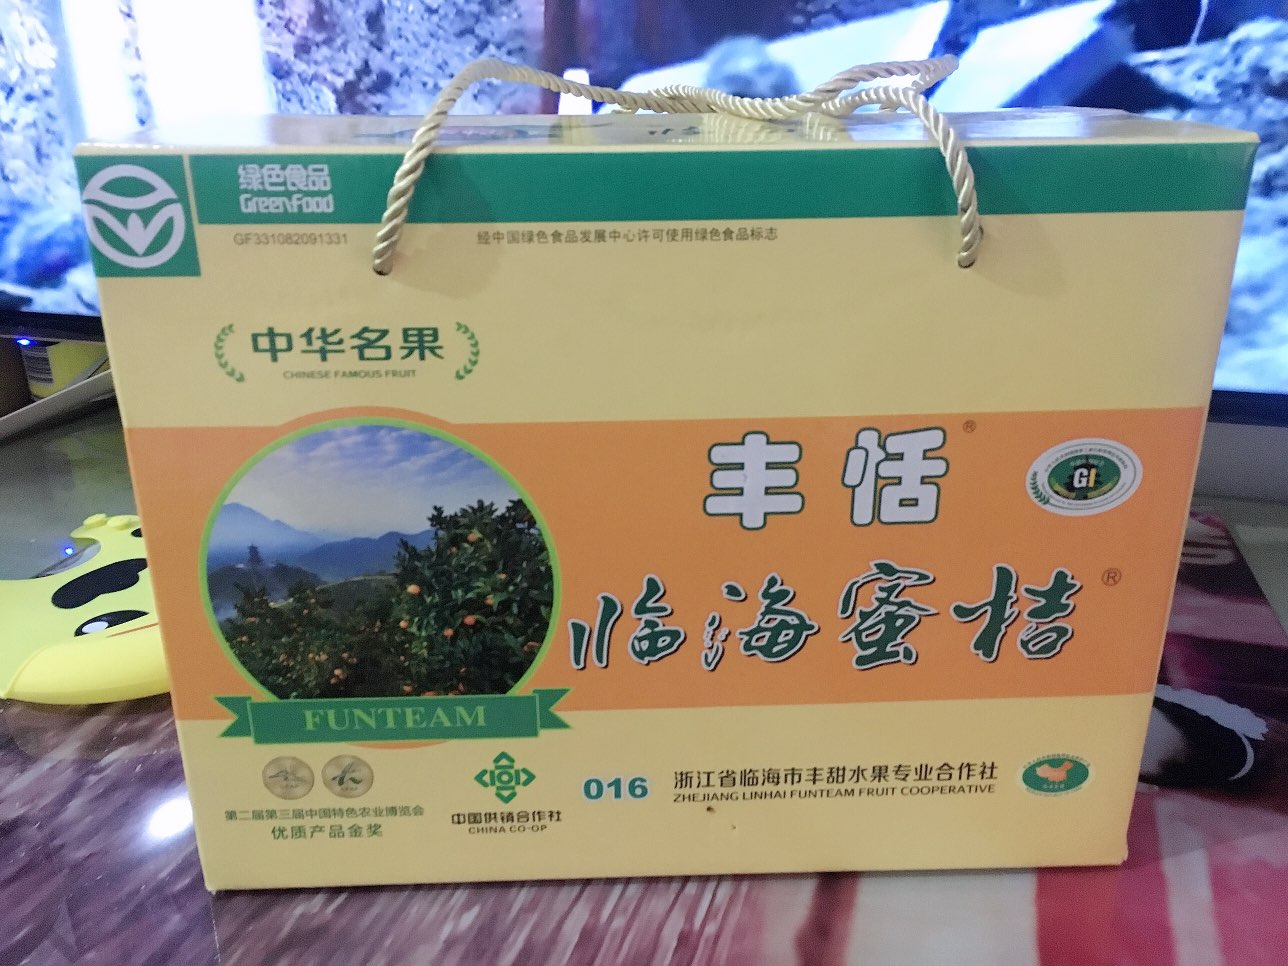 绿色食品
GreenFood
GF331082091331
经中国绿色食品发展中心许可使用绿色食品标志
中华名果
CHINESE FAMOUS FRUIT
丰恬®
GI
临海蜜桔®
FUNTEAM
第二届第三届中国特色农业博览会
优质产品金奖
中国供销合作社
CHINA CO-OP
016
浙江省临海市丰甜水果专业合作社
ZHEJIANG LINHAI FUNTEAM FRUIT COOPERATIVE